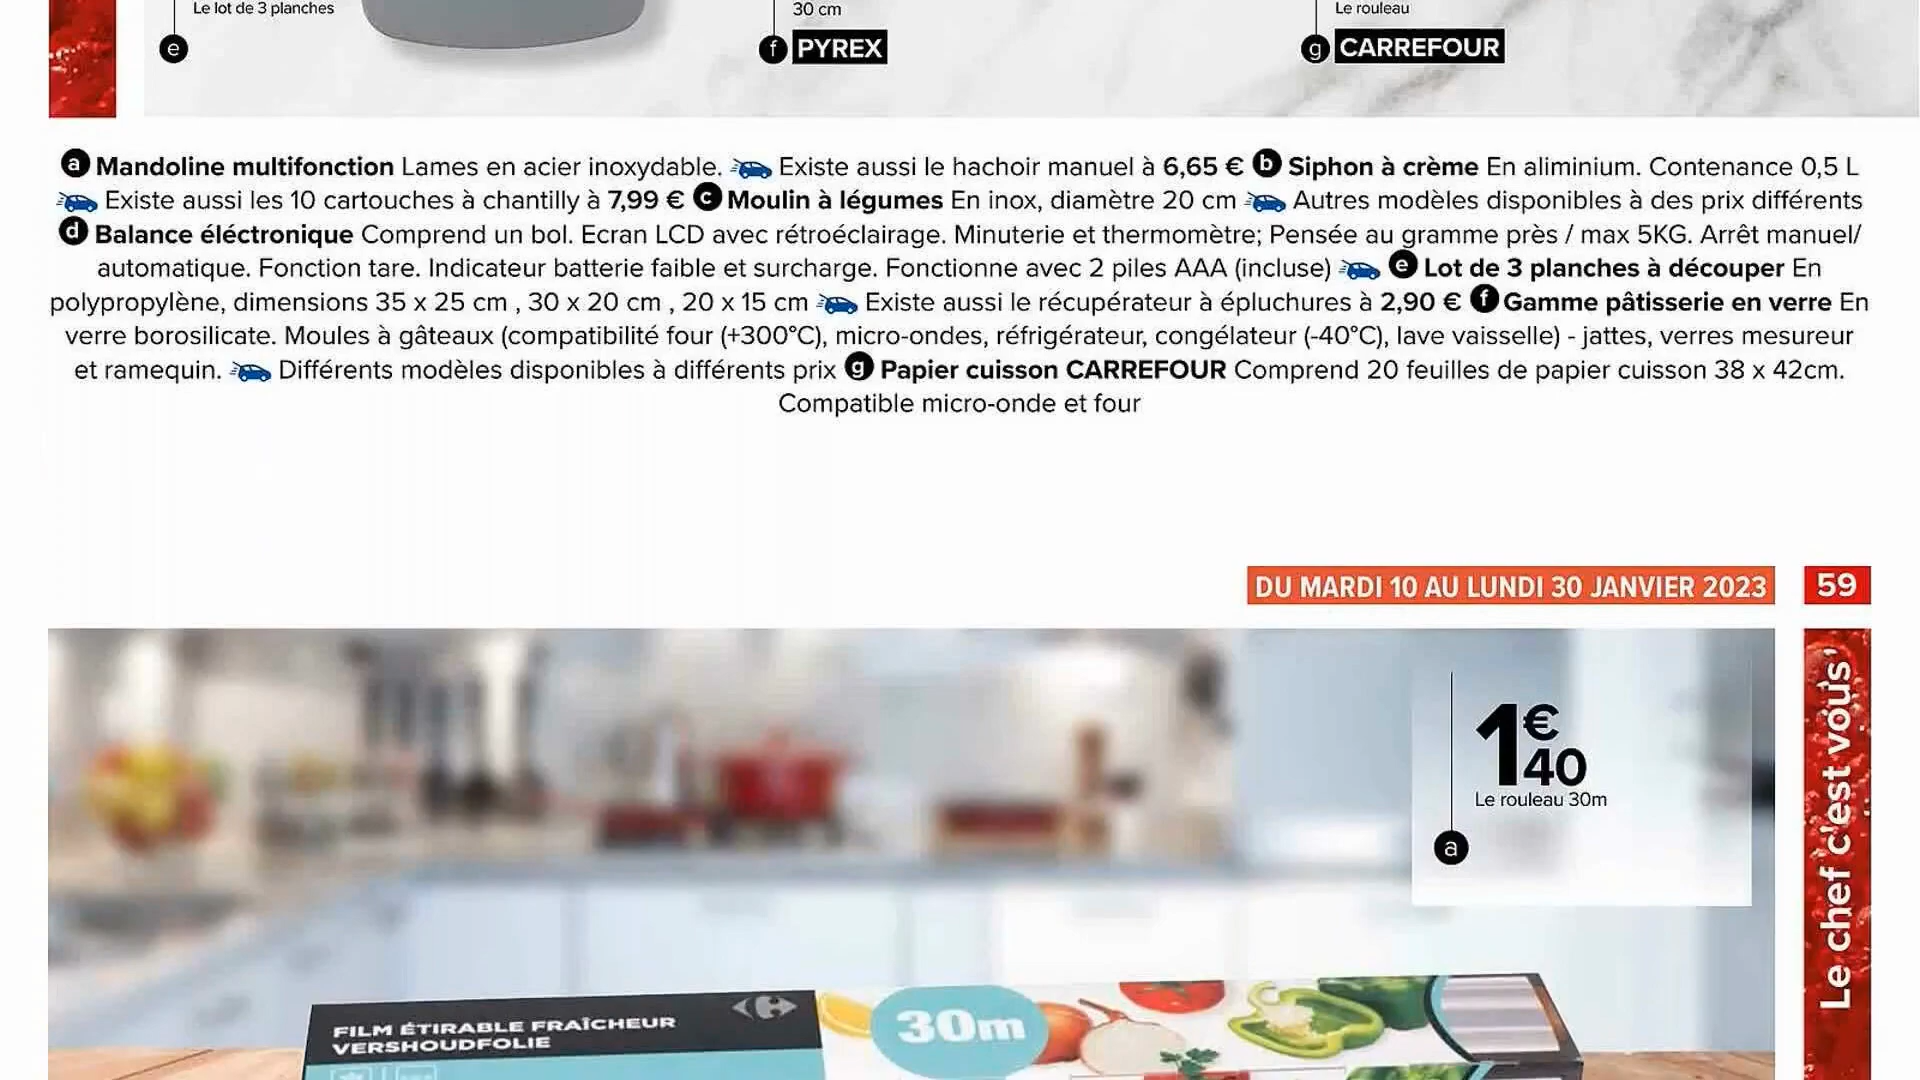 Le lot de 3 planches
e
30 cm
f PYREX
Le rouleau
g CARREFOUR
a Mandoline multifonction Lames en acier inoxydable. Existe aussi le hachoir manuel à 6,65 € b Siphon à crème En aliminium. Contenance 0,5 L
Existe aussi les 10 cartouches à chantilly à 7,99 € c Moulin à légumes En inox, diamètre 20 cm Autres modèles disponibles à des prix différents
d Balance éléctronique Comprend un bol. Ecran LCD avec rétroéclairage. Minuterie et thermomètre; Pensée au gramme près / max 5KG. Arrêt manuel/
automatique. Fonction tare. Indicateur batterie faible et surcharge. Fonctionne avec 2 piles AAA (incluse) e Lot de 3 planches à découper En
polypropylène, dimensions 35 x 25 cm , 30 x 20 cm , 20 x 15 cm Existe aussi le récupérateur à épluchures à 2,90 € f Gamme pâtisserie en verre En
verre borosilicate. Moules à gâteaux (compatibilité four (+300°C), micro-ondes, réfrigérateur, congélateur (-40°C), lave vaisselle) - jattes, verres mesureur
et ramequin. Différents modèles disponibles à différents prix g Papier cuisson CARREFOUR Comprend 20 feuilles de papier cuisson 38 x 42cm.
Compatible micro-onde et four
DU MARDI 10 AU LUNDI 30 JANVIER 2023
59
1€40
Le rouleau 30m
a
Le chef c'est vous
FILM ÉTIRABLE FRAÎCHEUR
VERSHOUDFOLIE
30m